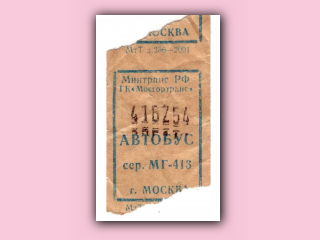 МОСКВА
Минтранс РФ
ГК «Мосгортранс»
416254
АВТОБУС
сер. МГ-413
г. МОСКВА